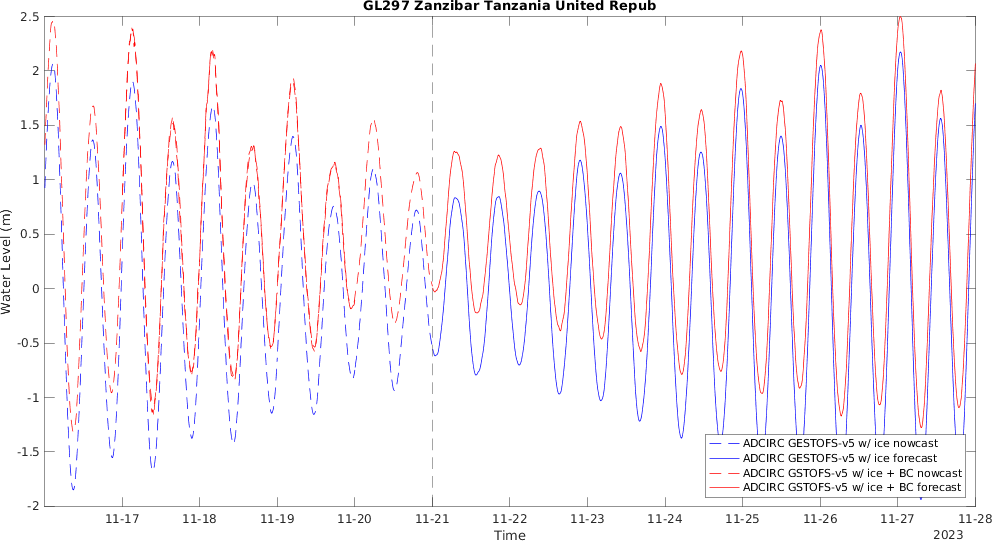 GL297 Zanzibar Tanzania United Repub
Water Level (m)
2.5
2
1.5
1
0.5
0
-0.5
-1
-1.5
-2
ADCIRC GESTOFS-v5 w/ ice nowcast
ADCIRC GESTOFS-v5 w/ ice forecast
ADCIRC GSTOFS-v5 w/ ice + BC nowcast
ADCIRC GSTOFS-v5 w/ ice + BC forecast
11-17 11-18 11-19 11-20 11-21 11-22 11-23 11-24 11-25 11-26 11-27 11-28
Time
2023